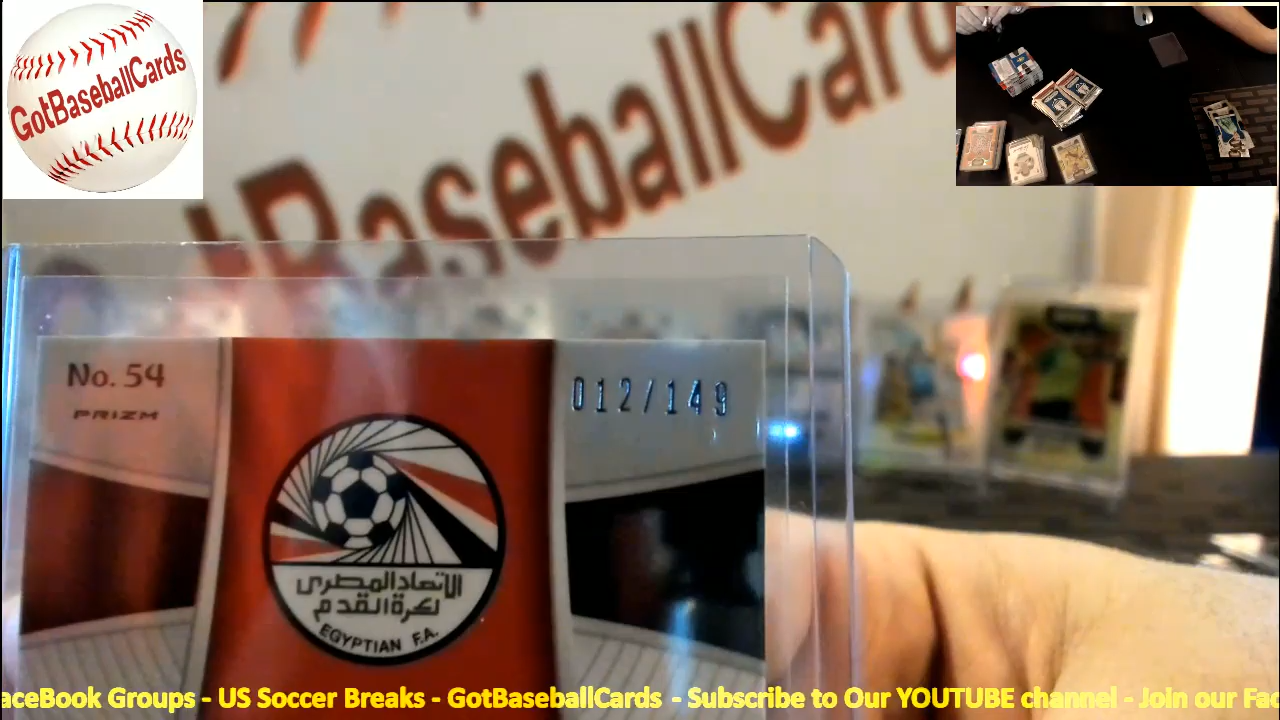 GotBaseballCards
tBaseballCards
No. 54
PRIZM
012/149
الاتحاد المصرى
لكرة القدم
EGYPTIAN F.A.
aceBook Groups - US Soccer Breaks - GotBaseballCards - Subscribe to Our YOUTUBE channel - Join our Fac